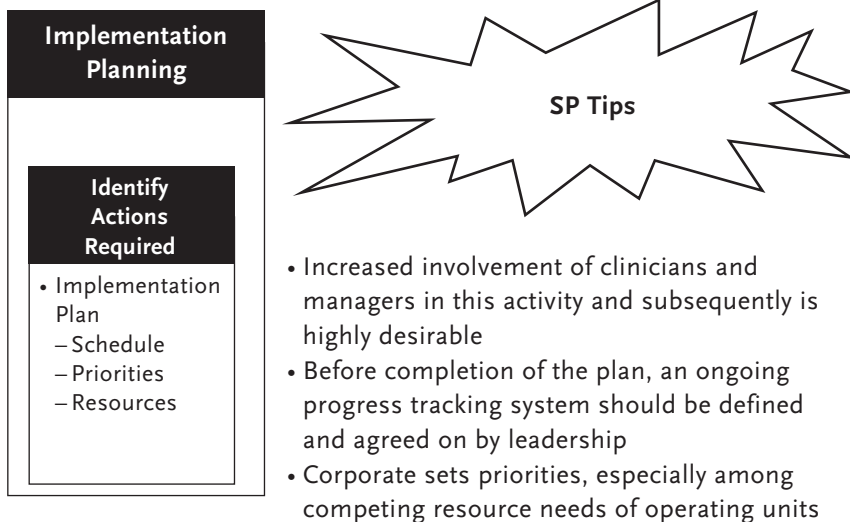 Implementation
Planning
Identify
Actions
Required
• Implementation
Plan
– Schedule
– Priorities
– Resources
SP Tips
• Increased involvement of clinicians and
managers in this activity and subsequently is
highly desirable
• Before completion of the plan, an ongoing
progress tracking system should be defined
and agreed on by leadership
• Corporate sets priorities, especially among
competing resource needs of operating units